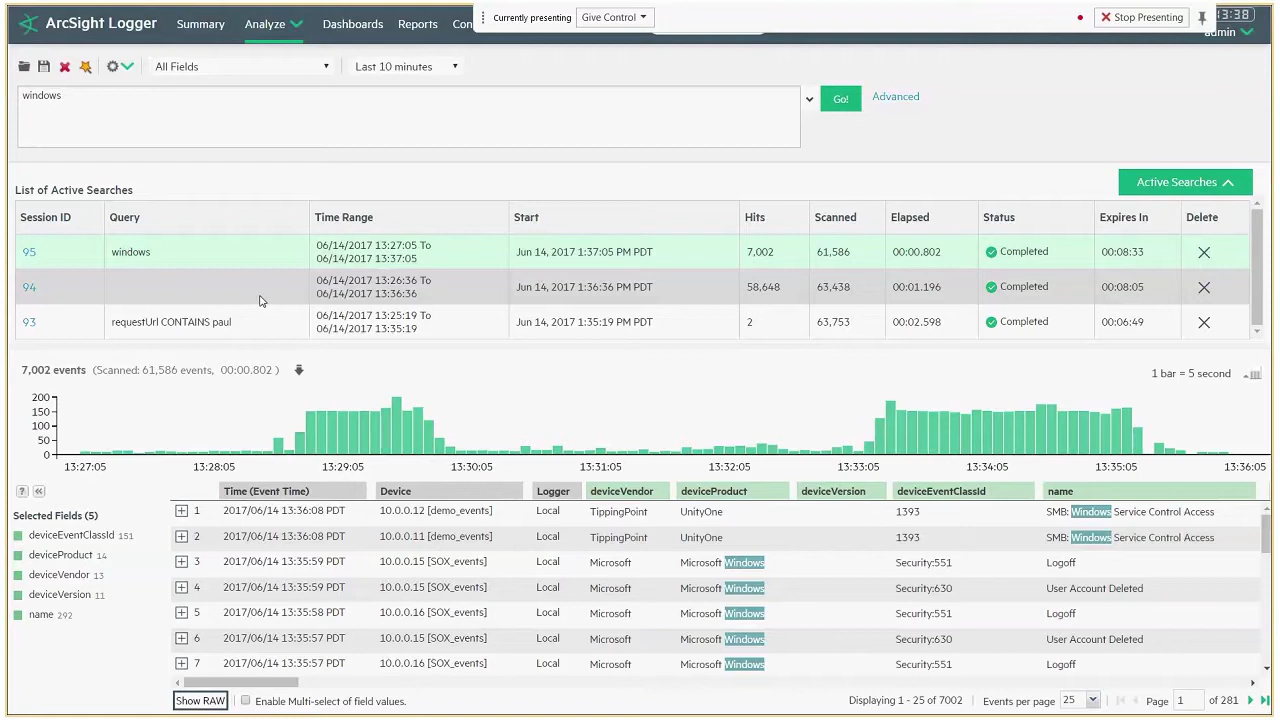 ArcSight Logger Summary Analyze Dashboards Reports Con
Currently presenting Give Control Stop Presenting
:13:38
admin
All Fields Last 10 minutes
windows
Go! Advanced
List of Active Searches Active Searches
Session ID Query Time Range Start Hits Scanned Elapsed Status Expires In Delete
95 windows 06/14/2017 13:27:05 To Jun 14, 2017 1:37:05 PM PDT 7,002 61,586 00:00.802 Completed 00:08:33
06/14/2017 13:37:05
94 06/14/2017 13:26:36 To Jun 14, 2017 1:36:36 PM PDT 58,648 63,438 00:01.196 Completed 00:08:05
06/14/2017 13:36:36
93 requestUrl CONTAINS paul 06/14/2017 13:25:19 To Jun 14, 2017 1:35:19 PM PDT 2 63,753 00:02.598 Completed 00:06:49
06/14/2017 13:35:19
7,002 events (Scanned: 61,586 events, 00:00.802 ) 1 bar = 5 second
200
150
100
50
0
13:27:05 13:28:05 13:29:05 13:30:05 13:31:05 13:32:05 13:33:05 13:34:05 13:35:05 13:36:05
? «
Selected Fields (5)
deviceEventClassId 151
deviceProduct 14
deviceVendor 13
deviceVersion 11
name 292
Time (Event Time) Device Logger deviceVendor deviceProduct deviceVersion deviceEventClassId name
1 2017/06/14 13:36:08 PDT 10.0.0.12 [demo_events] Local TippingPoint UnityOne 1393 SMB: Windows Service Control Access
2 2017/06/14 13:36:08 PDT 10.0.0.11 [demo_events] Local TippingPoint UnityOne 1393 SMB: Windows Service Control Access
3 2017/06/14 13:35:59 PDT 10.0.0.15 [SOX_events] Local Microsoft Microsoft Windows Security:551 Logoff
4 2017/06/14 13:35:59 PDT 10.0.0.15 [SOX_events] Local Microsoft Microsoft Windows Security:630 User Account Deleted
5 2017/06/14 13:35:58 PDT 10.0.0.16 [SOX_events] Local Microsoft Microsoft Windows Security:551 Logoff
6 2017/06/14 13:35:57 PDT 10.0.0.15 [SOX_events] Local Microsoft Microsoft Windows Security:630 User Account Deleted
7 2017/06/14 13:35:57 PDT 10.0.0.16 [SOX_events] Local Microsoft Microsoft Windows Security:551 Logoff
Show RAW Enable Multi-select of field values. Displaying 1 - 25 of 7002 Events per page 25 Page 1 of 281